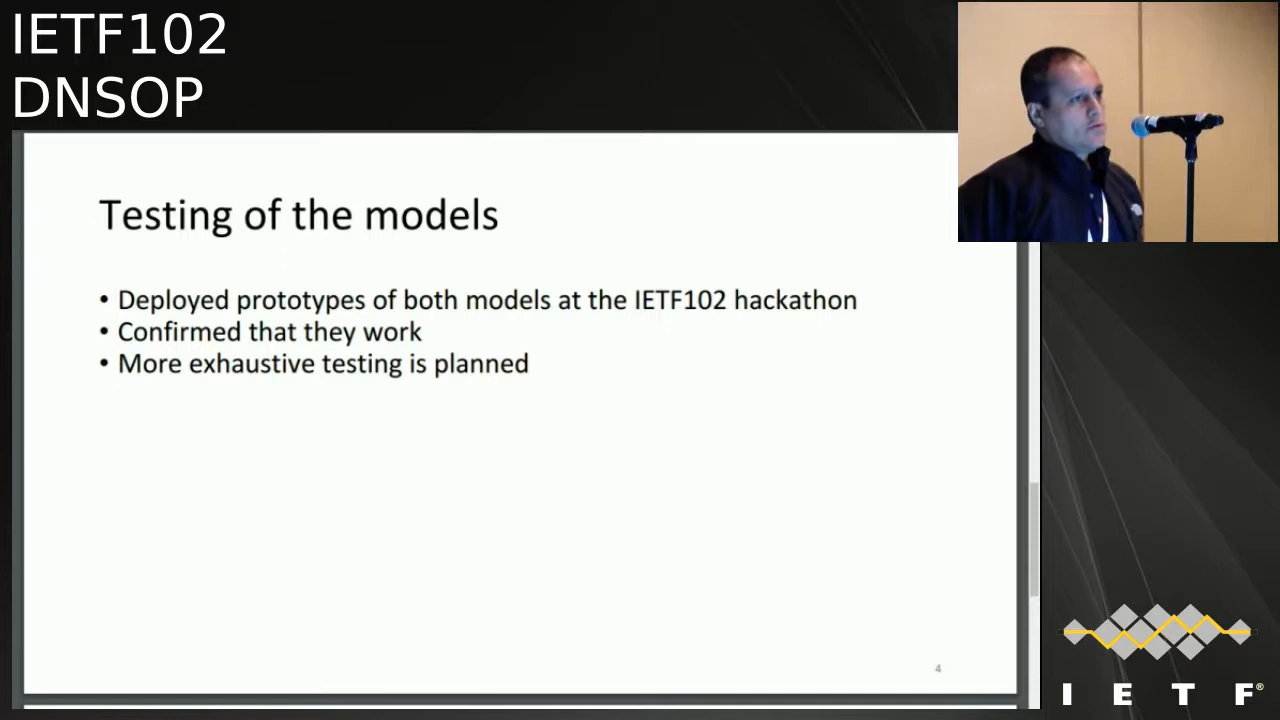 IETF102
DNSOP
Testing of the models
• Deployed prototypes of both models at the IETF102 hackathon
• Confirmed that they work
• More exhaustive testing is planned
4
I E T F®